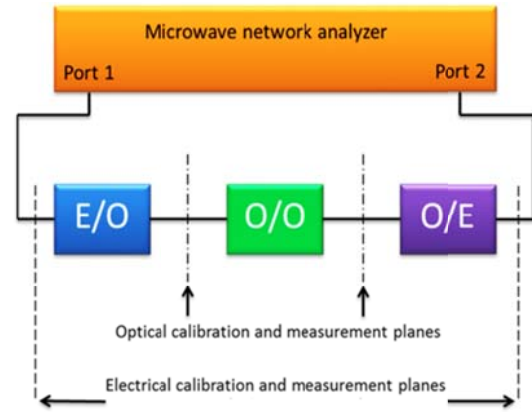 Microwave network analyzer
Port 1
Port 2
E/O
O/O
O/E
Optical calibration and measurement planes
Electrical calibration and measurement planes